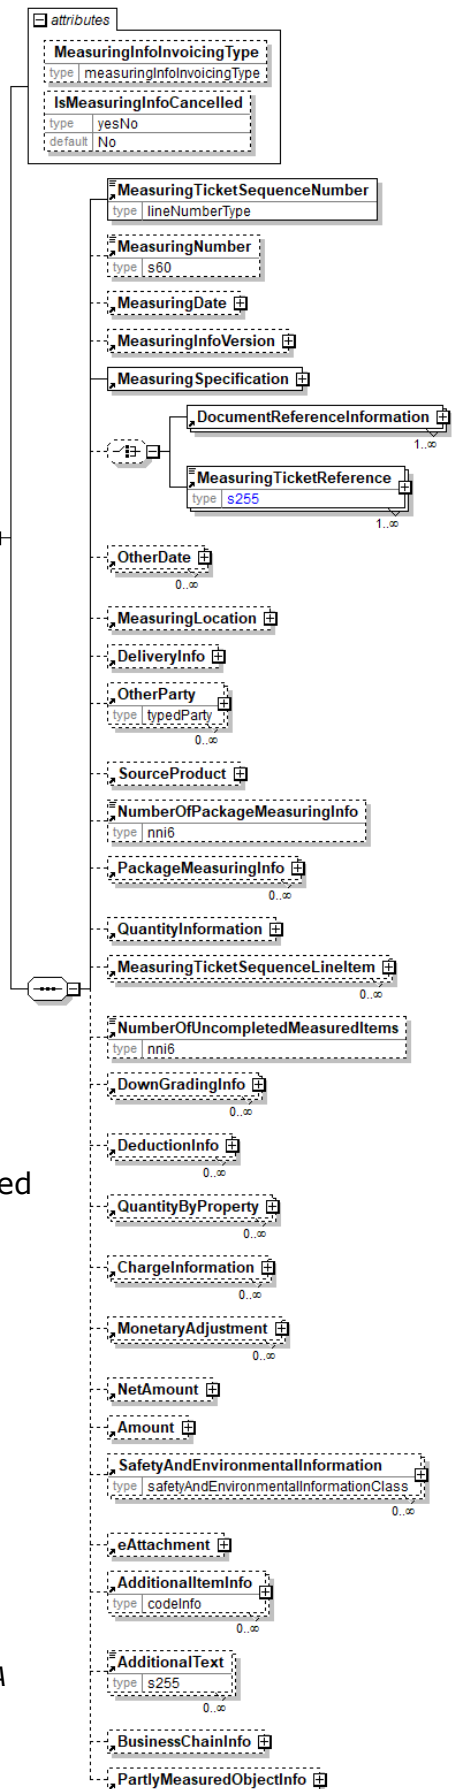 attributes
MeasuringInfoInvoicingType
type measuringInfoInvoicingType
IsMeasuringInfoCancelled
type yesNo
default No
MeasuringTicketSequenceNumber
type lineNumberType
MeasuringNumber
type s60
MeasuringDate
MeasuringInfoVersion
MeasuringSpecification
DocumentReferenceInformation
1..∞
MeasuringTicketReference
type s255
1..∞
OtherDate
0..∞
MeasuringLocation
DeliveryInfo
OtherParty
type typedParty
0..∞
SourceProduct
NumberOfPackageMeasuringInfo
type nni6
PackageMeasuringInfo
0..∞
QuantityInformation
MeasuringTicketSequenceLineItem
0..∞
NumberOfUncompletedMeasuredItems
type nni6
DownGradingInfo
0..∞
DeductionInfo
0..∞
ed
QuantityByProperty
0..∞
ChargeInformation
0..∞
MonetaryAdjustment
0..∞
NetAmount
Amount
SafetyAndEnvironmentalInformation
type safetyAndEnvironmentalInformationClass
0..∞
eAttachment
AdditionalItemInfo
type codeInfo
0..∞
AdditionalText
A
type s255
0..∞
BusinessChainInfo
PartlyMeasuredObjectInfo